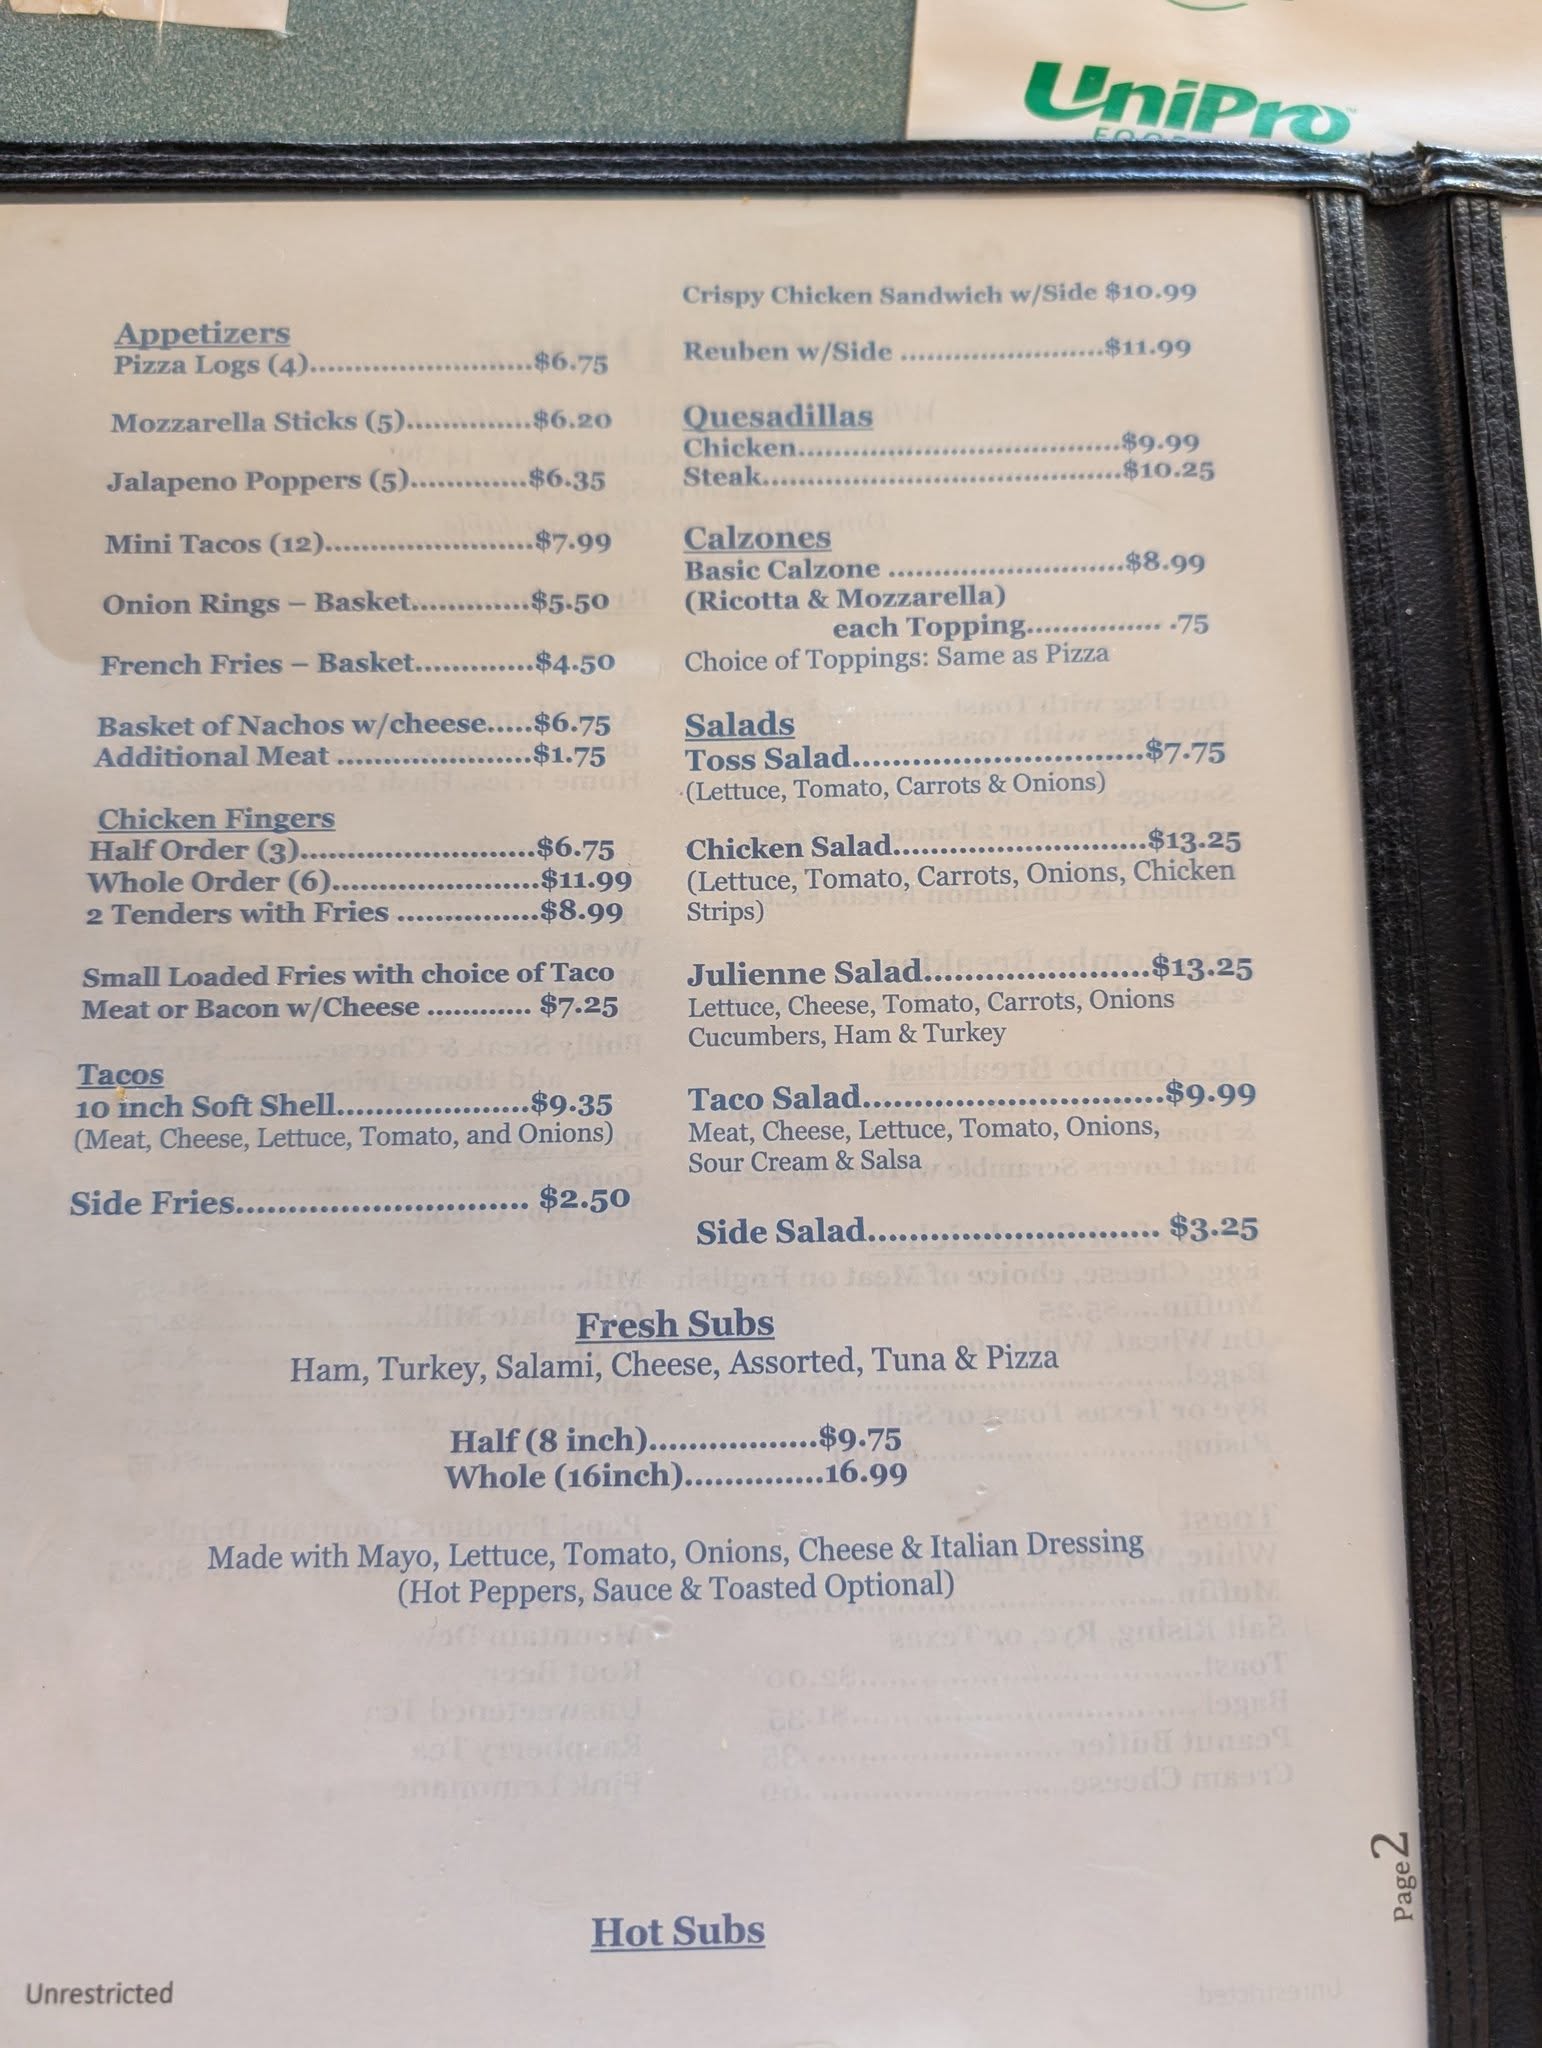 UniPro
Appetizers
Pizza Logs (4).........................$6.75
Mozzarella Sticks (5)..............$6.20
Jalapeno Poppers (5).............$6.35
Mini Tacos (12).......................$7.99
Onion Rings – Basket.............$5.50
French Fries – Basket.............$4.50
Basket of Nachos w/cheese.....$6.75
Additional Meat ......................$1.75
Chicken Fingers
Half Order (3)..........................$6.75
Whole Order (6).......................$11.99
2 Tenders with Fries ................$8.99
Small Loaded Fries with choice of Taco
Meat or Bacon w/Cheese ............ $7.25
Tacos
10 inch Soft Shell.....................$9.35
(Meat, Cheese, Lettuce, Tomato, and Onions)
Side Fries.................................. $2.50
Crispy Chicken Sandwich w/Side $10.99
Reuben w/Side .......................$11.99
Quesadillas
Chicken....................................$9.99
Steak........................................$10.25
Calzones
Basic Calzone ..........................$8.99
(Ricotta & Mozzarella)
each Topping............... .75
Choice of Toppings: Same as Pizza
Salads
Toss Salad...............................$7.75
(Lettuce, Tomato, Carrots & Onions)
Chicken Salad...........................$13.25
(Lettuce, Tomato, Carrots, Onions, Chicken
Strips)
Julienne Salad.......................$13.25
Lettuce, Cheese, Tomato, Carrots, Onions
Cucumbers, Ham & Turkey
Taco Salad................................$9.99
Meat, Cheese, Lettuce, Tomato, Onions,
Sour Cream & Salsa
Side Salad............................... $3.25
Fresh Subs
Ham, Turkey, Salami, Cheese, Assorted, Tuna & Pizza
Half (8 inch)..................$9.75
Whole (16inch)...............16.99
Made with Mayo, Lettuce, Tomato, Onions, Cheese & Italian Dressing
(Hot Peppers, Sauce & Toasted Optional)
Page 2
Hot Subs
Unrestricted